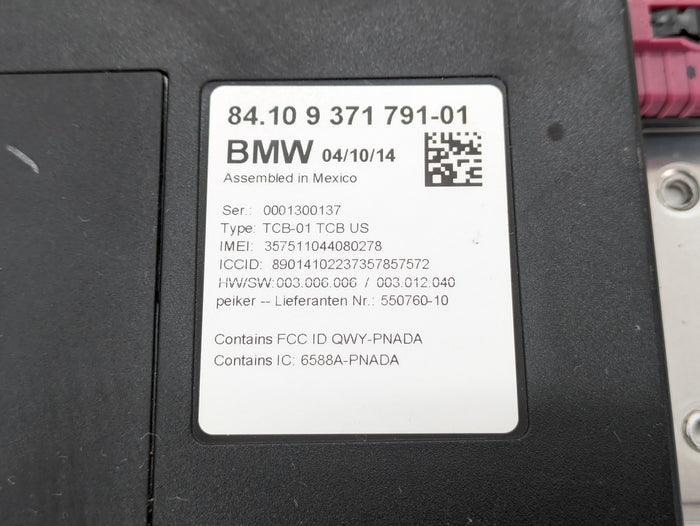 84.10 9 371 791-01
BMW 04/10/14
Assembled in Mexico
Ser.: 0001300137
Type: TCB-01 TCB US
IMEI: 357511044080278
ICCID: 89014102237357857572
HW/SW:003.006.006 / 003.012.040
peiker -- Lieferanten Nr.: 550760-10
Contains FCC ID QWY-PNADA
Contains IC: 6588A-PNADA